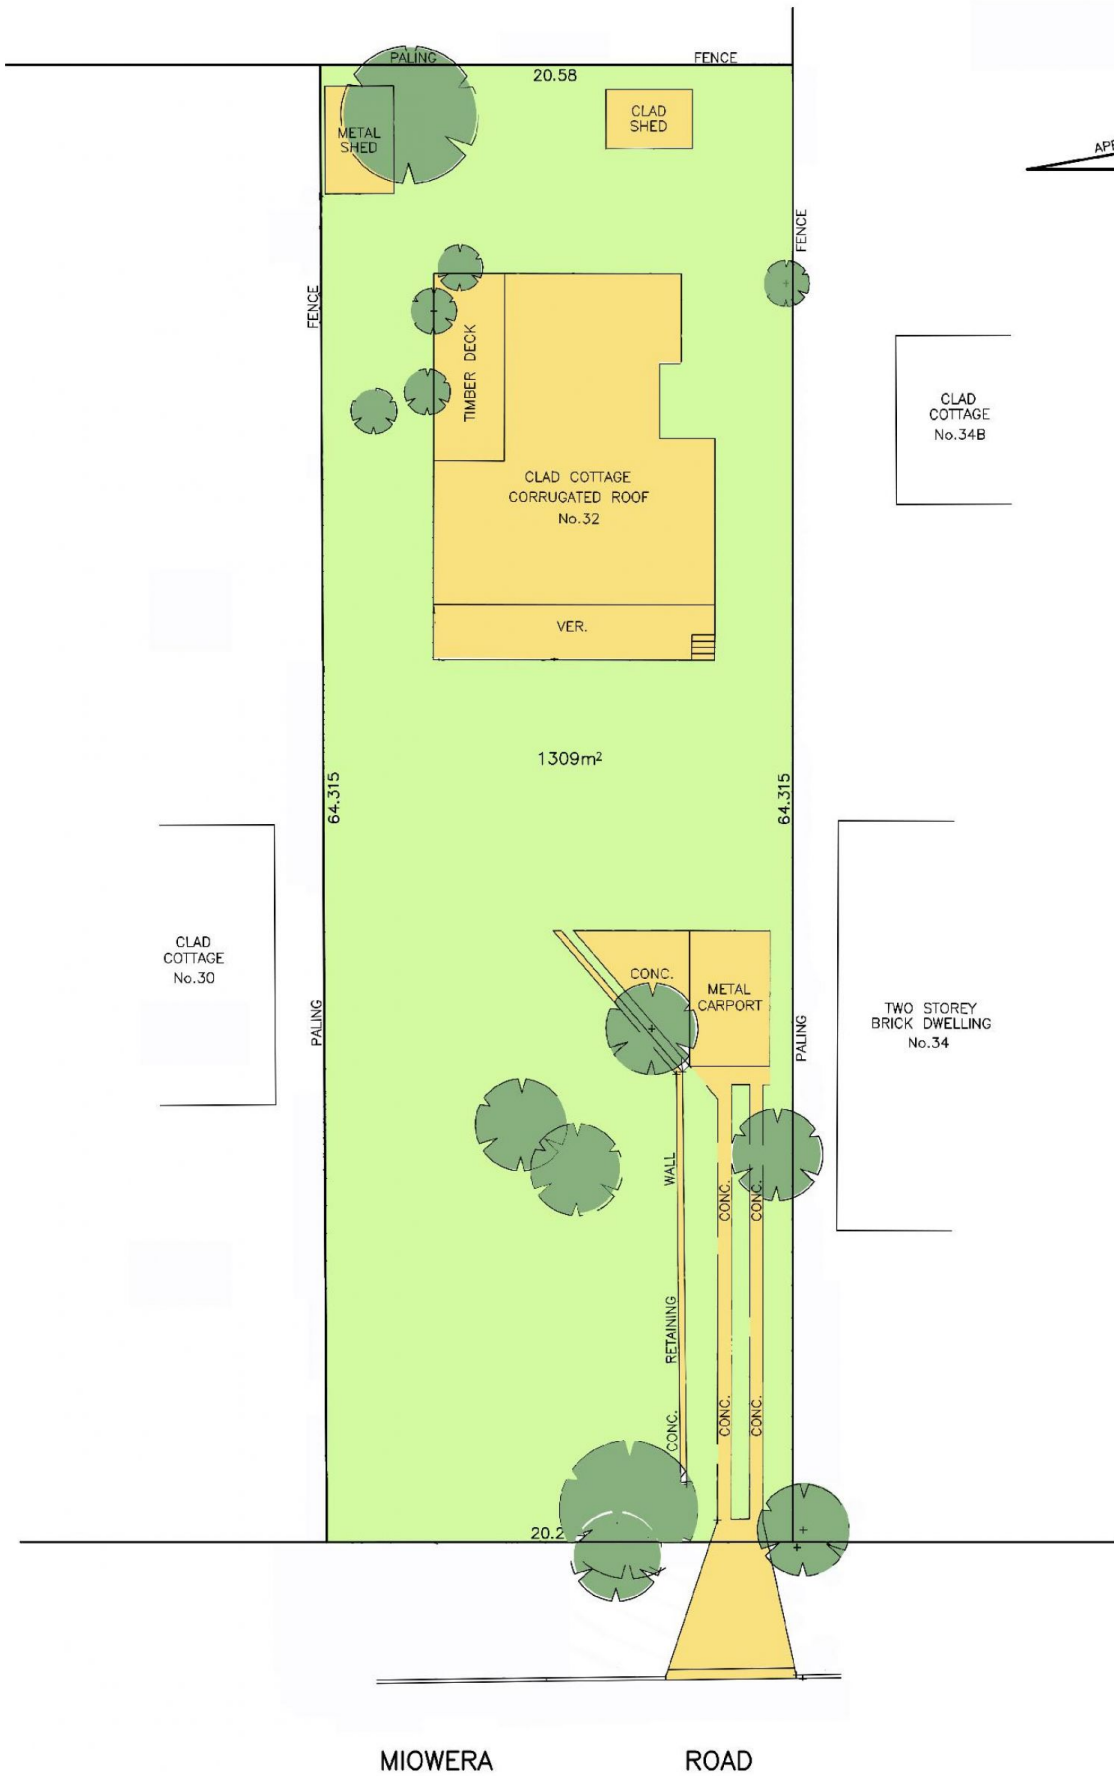 PALING
FENCE
20.58
METAL
SHED
CLAD
SHED
FENCE
FENCE
TIMBER DECK
CLAD
COTTAGE
No.34B
CLAD COTTAGE
CORRUGATED ROOF
No.32
VER.
1309m²
64.315
64.315
CLAD
COTTAGE
No.30
CONC.
METAL
CARPORT
TWO STOREY
BRICK DWELLING
No.34
PALING
PALING
WALL
CONC.
CONC.
RETAINING
CONC.
CONC.
CONC.
20.2
MIOWERA ROAD